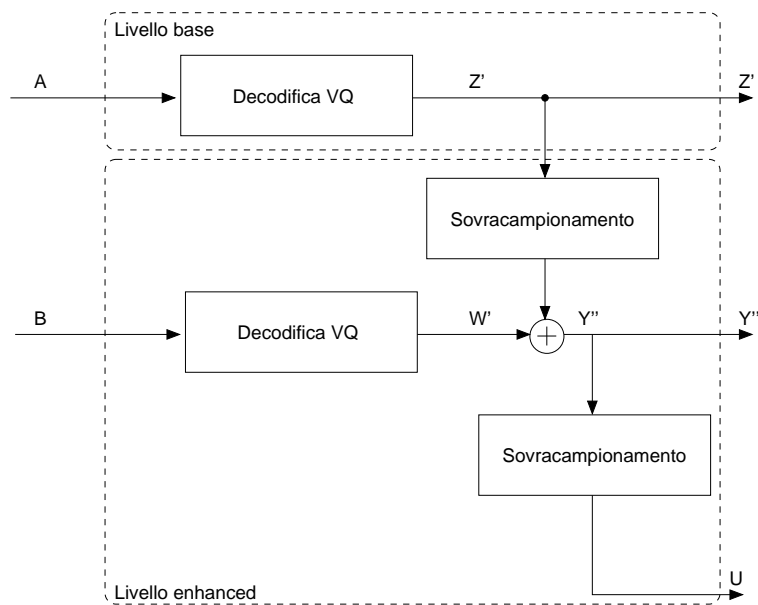 Livello base
A
Decodifica VQ
Z'
Z'
Sovracampionamento
B
Decodifica VQ
W'
Y''
Y''
Sovracampionamento
U
Livello enhanced